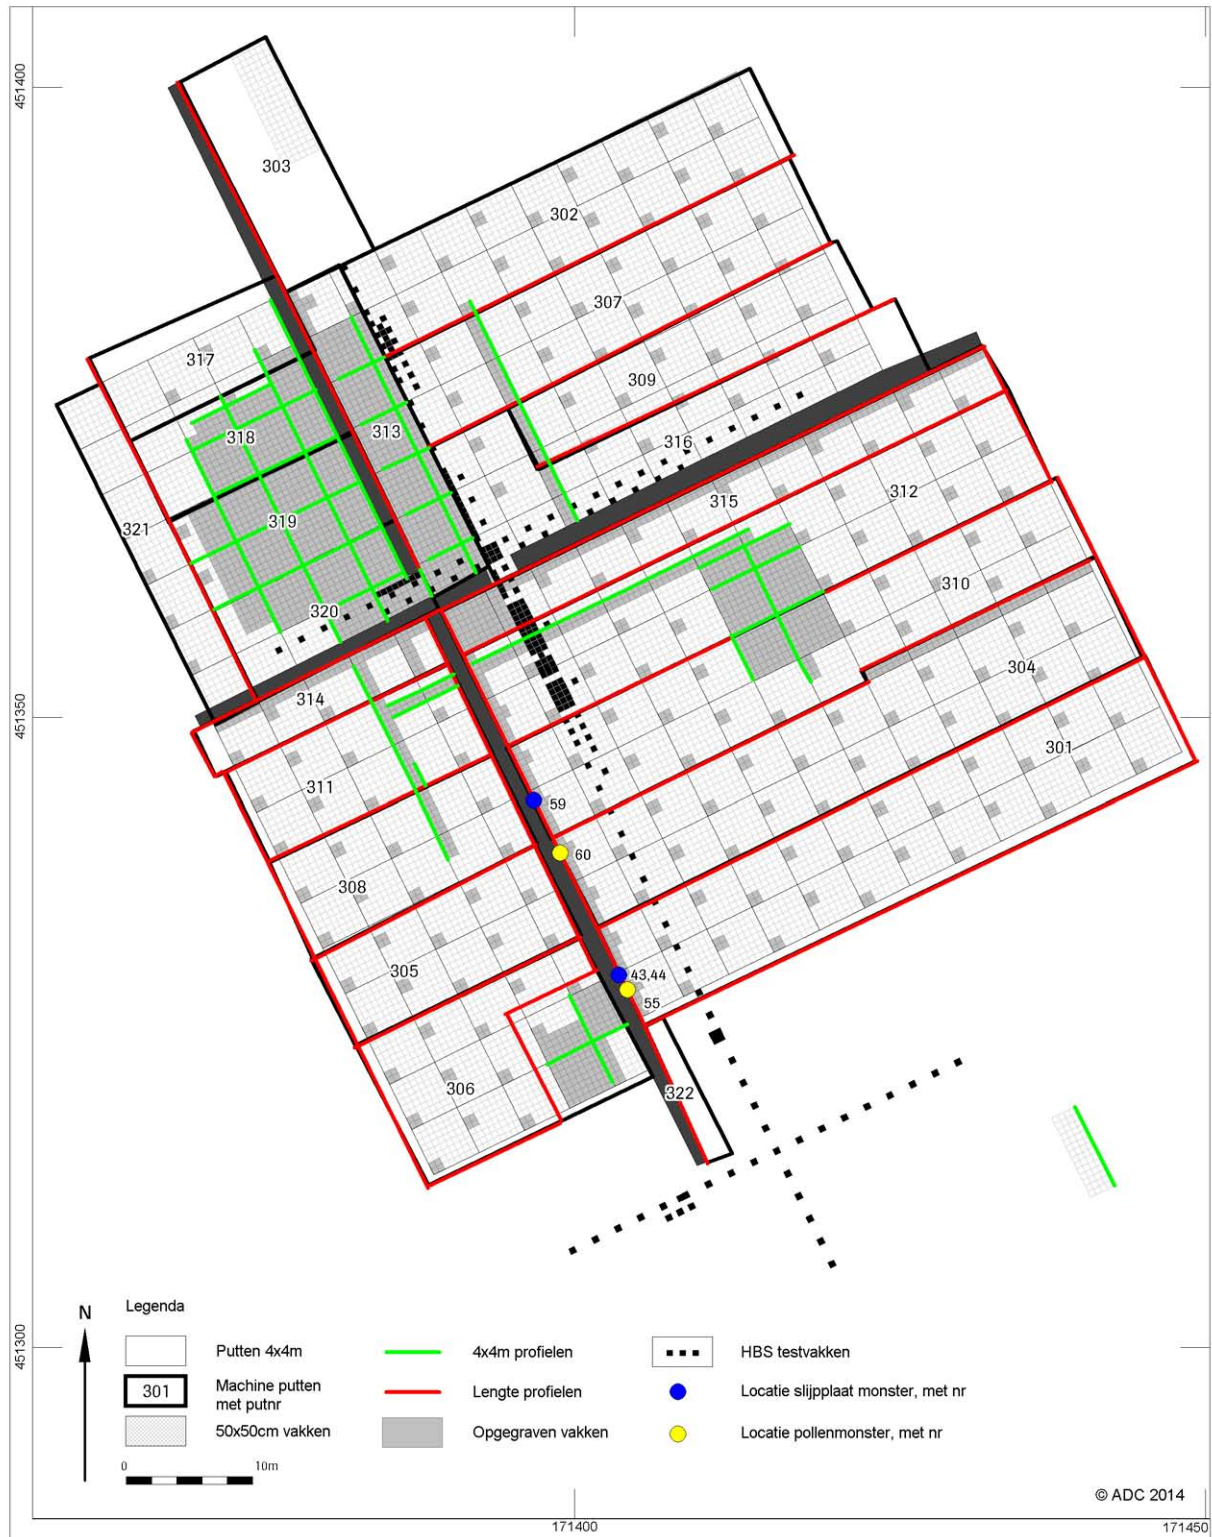 451400
303
302
307
317
309
318
313
316
315
312
321
319
310
320
304
314
301
311
59
60
308
305
43,44
55
306
322
451350
451300
N
Legenda
Putten 4x4m
4x4m profielen
HBS testvakken
301
Machine putten
met putnr
Lengte profielen
Locatie slijpplaat monster, met nr
50x50cm vakken
Opgegraven vakken
Locatie pollenmonster, met nr
0
10m
© ADC 2014
171400
171450